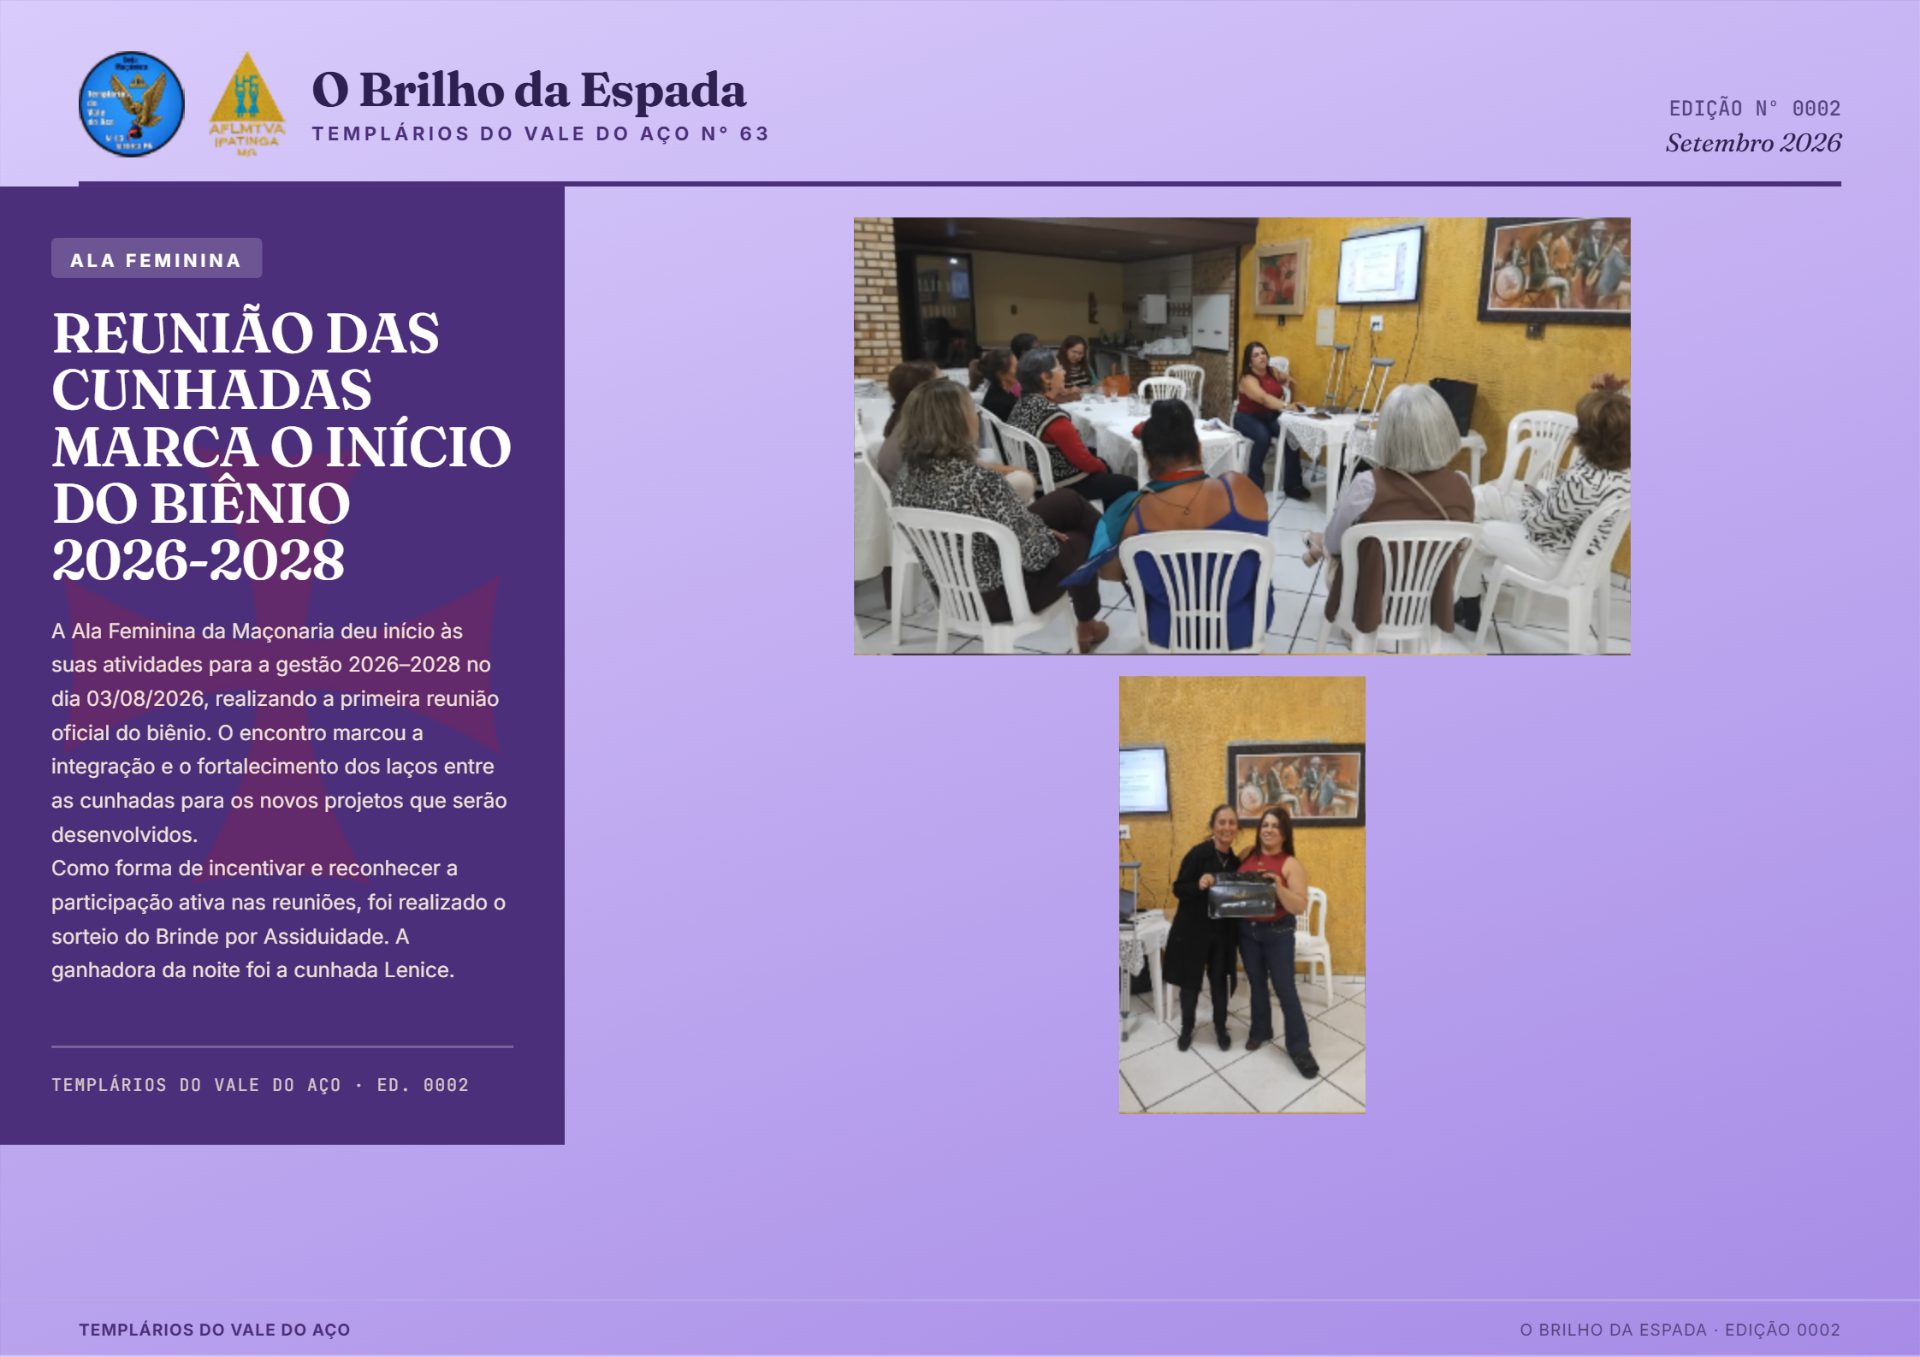 AFLMTVA
IPATINGA
MG
O Brilho da Espada
TEMPLÁRIOS DO VALE DO AÇO N° 63
EDIÇÃO N° 0002
Setembro 2026
ALA FEMININA
REUNIÃO DAS
CUNHADAS
MARCA O INÍCIO
DO BIÊNIO
2026-2028
A Ala Feminina da Maçonaria deu início às
suas atividades para a gestão 2026–2028 no
dia 03/08/2026, realizando a primeira reunião
oficial do biênio. O encontro marcou a
integração e o fortalecimento dos laços entre
as cunhadas para os novos projetos que serão
desenvolvidos.
Como forma de incentivar e reconhecer a
participação ativa nas reuniões, foi realizado o
sorteio do Brinde por Assiduidade. A
ganhadora da noite foi a cunhada Lenice.
TEMPLÁRIOS DO VALE DO AÇO · ED. 0002
TEMPLÁRIOS DO VALE DO AÇO
O BRILHO DA ESPADA · EDIÇÃO 0002